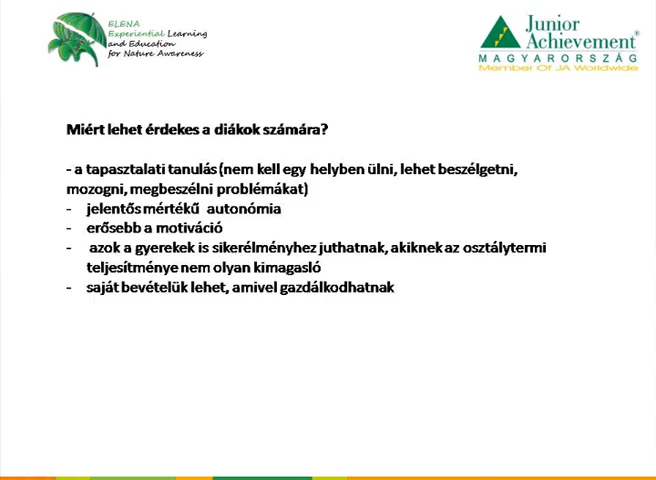 ELENA
Experiential Learning
and Education
for Nature Awareness
Junior
Achievement®
MAGYARORSZÁG
Member Of JA Worldwide
Miért lehet érdekes a diákok számára?
- a tapasztalati tanulás (nem kell egy helyben ülni, lehet beszélgetni,
mozogni, megbeszélni problémákat)
- jelentős mértékű autonómia
- erősebb a motiváció
- azok a gyerekek is sikerélményhez juthatnak, akiknek az osztálytermi
teljesítménye nem olyan kimagasló
- saját bevételük lehet, amivel gazdálkodhatnak